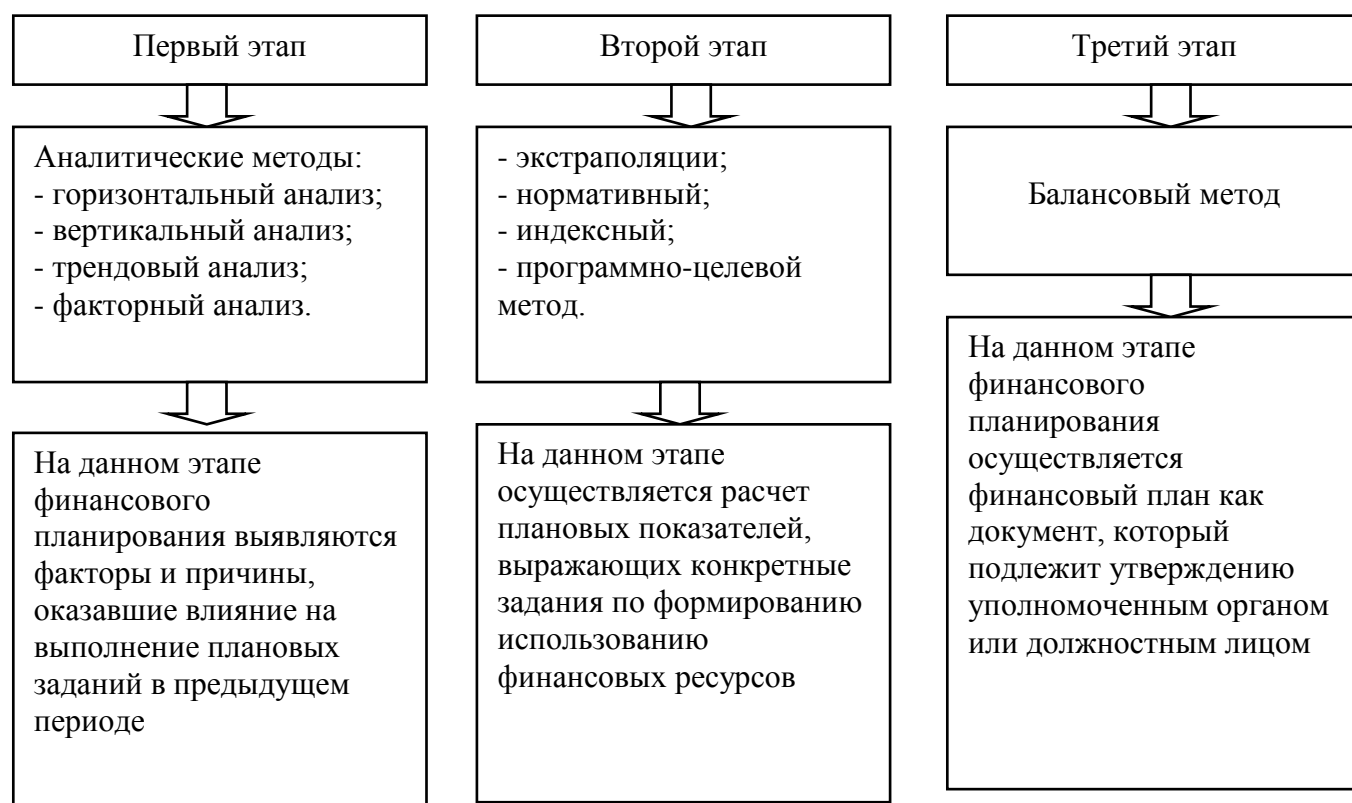 Первый этап
Аналитические методы:
- горизонтальный анализ;
- вертикальный анализ;
- трендовый анализ;
- факторный анализ.
На данном этапе
финансового
планирования выявляются
факторы и причины,
оказавшие влияние на
выполнение плановых
заданий в предыдущем
периоде
Второй этап
- экстраполяции;
- нормативный;
- индексный;
- программно-целевой
метод.
На данном этапе
осуществляется расчет
плановых показателей,
выражающих конкретные
задания по формированию
использованию
финансовых ресурсов
Третий этап
Балансовый метод
На данном этапе
финансового
планирования
осуществляется
финансовый план как
документ, который
подлежит утверждению
уполномоченным органом
или должностным лицом